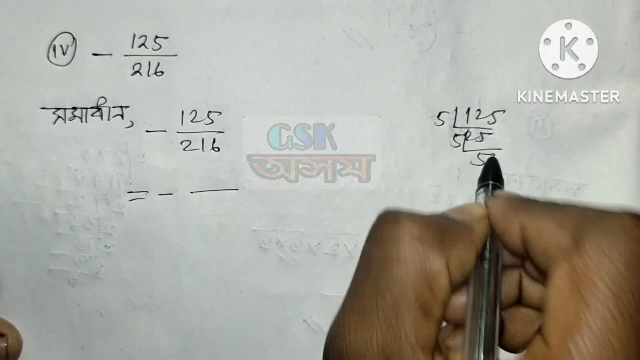 (iv) - 125/216
সমাধান, - 125/216
= - 
5 | 125
5 | 25
5
GSK
অসম
K
KINEMASTER